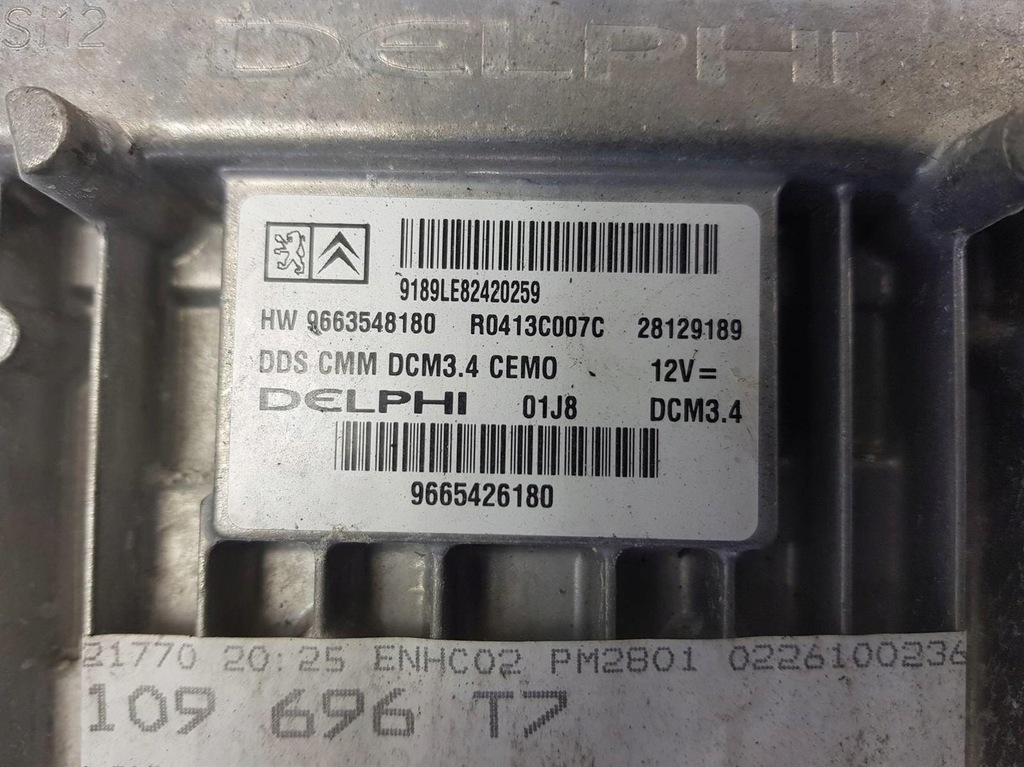 SI12
DELPHI
9189LE82420259
HW 9663548180 R0413C007C 28129189
DDS CMM DCM3.4 CEMO 12V=
DELPHI 01J8 DCM3.4
9665426180
21770 20:25 ENHC02 PM2801 0226100236
109 696 T7